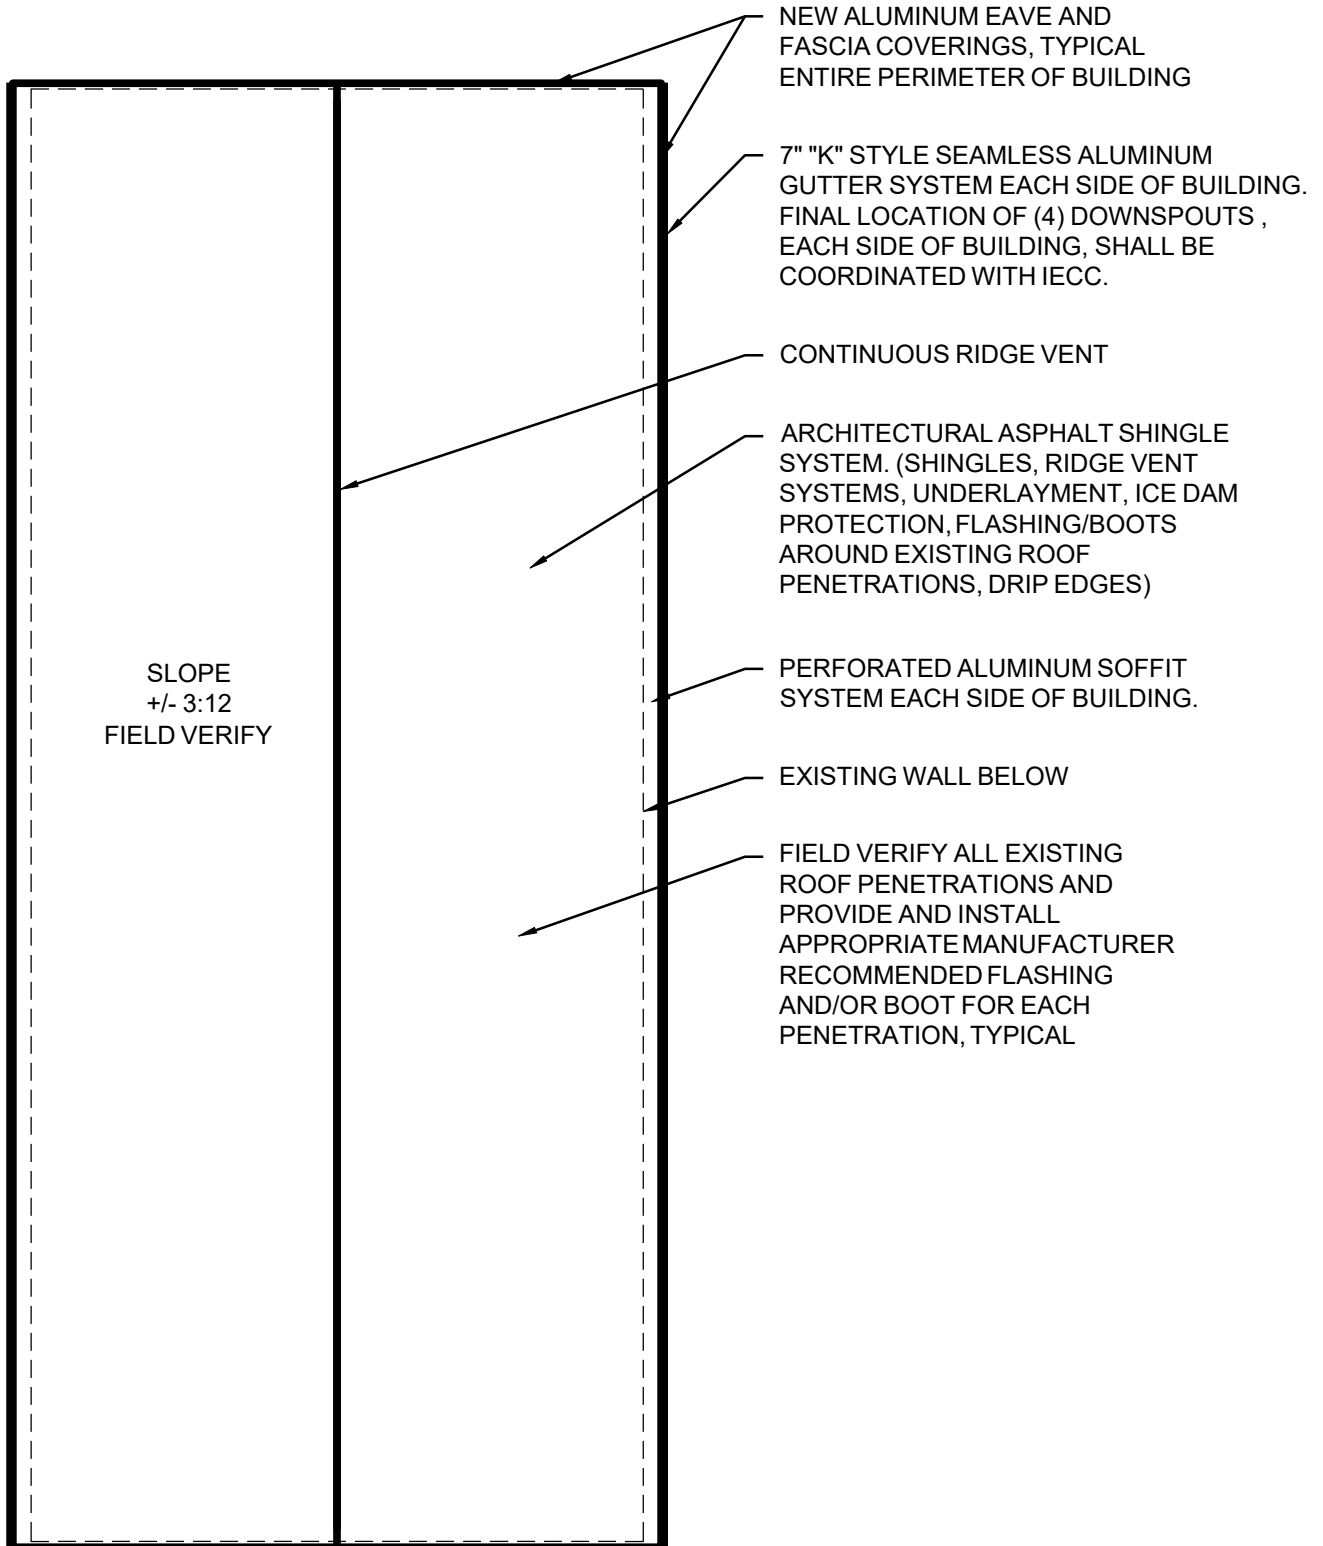 NEW ALUMINUM EAVE AND
FASCIA COVERINGS, TYPICAL
ENTIRE PERIMETER OF BUILDING
7" "K" STYLE SEAMLESS ALUMINUM
GUTTER SYSTEM EACH SIDE OF BUILDING.
FINAL LOCATION OF (4) DOWNSPOUTS ,
EACH SIDE OF BUILDING, SHALL BE
COORDINATED WITH IECC.
CONTINUOUS RIDGE VENT
ARCHITECTURAL ASPHALT SHINGLE
SYSTEM. (SHINGLES, RIDGE VENT
SYSTEMS, UNDERLAYMENT, ICE DAM
PROTECTION, FLASHING/BOOTS
AROUND EXISTING ROOF
PENETRATIONS, DRIP EDGES)
SLOPE
+/- 3:12
FIELD VERIFY
PERFORATED ALUMINUM SOFFIT
SYSTEM EACH SIDE OF BUILDING.
EXISTING WALL BELOW
FIELD VERIFY ALL EXISTING
ROOF PENETRATIONS AND
PROVIDE AND INSTALL
APPROPRIATE MANUFACTURER
RECOMMENDED FLASHING
AND/OR BOOT FOR EACH
PENETRATION, TYPICAL